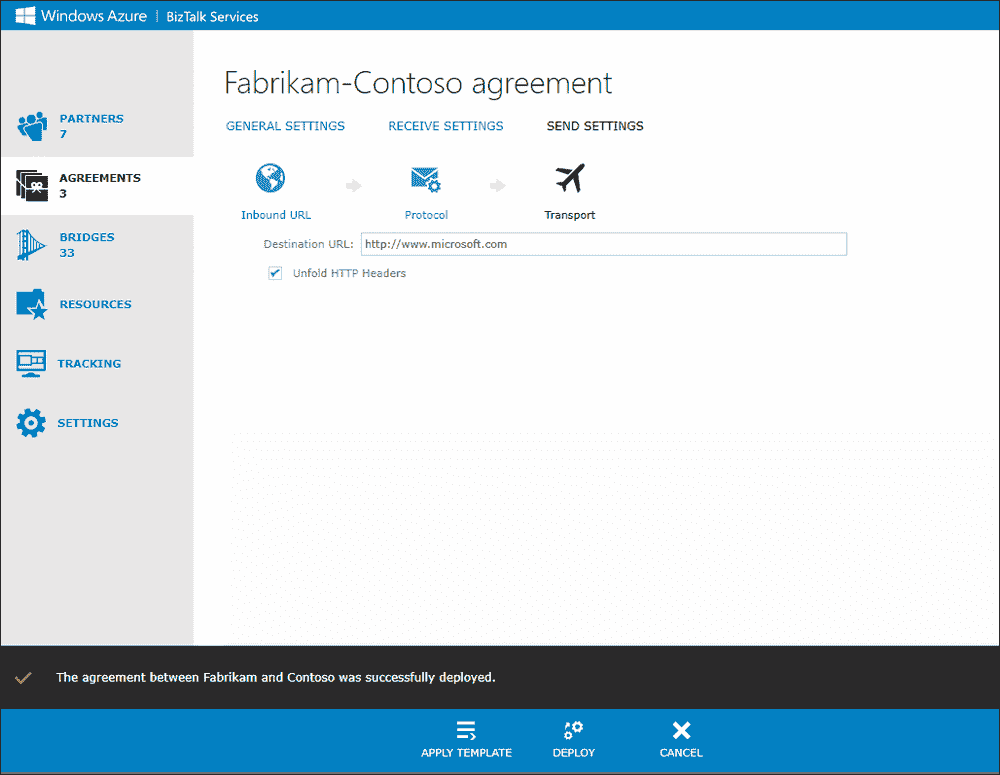 Windows Azure | BizTalk Services
PARTNERS
7
AGREEMENTS
3
BRIDGES
33
RESOURCES
TRACKING
SETTINGS
Fabrikam-Contoso agreement
GENERAL SETTINGS RECEIVE SETTINGS SEND SETTINGS
Inbound URL Protocol Transport
Destination URL: http://www.microsoft.com
Unfold HTTP Headers
The agreement between Fabrikam and Contoso was successfully deployed.
APPLY TEMPLATE DEPLOY CANCEL